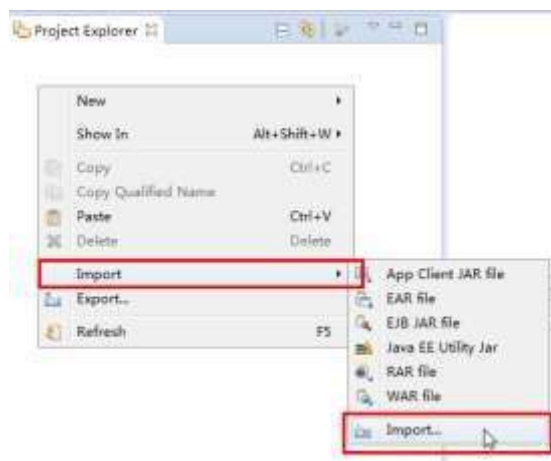 Project Explorer
New
Show In Alt+Shift+W
Copy Ctrl+C
Copy Qualified Name
Paste Ctrl+V
Delete Delete
Import
Export...
Refresh F5
App Client JAR file
EAR file
EJB JAR file
Java EE Utility Jar
RAR file
WAR file
Import...